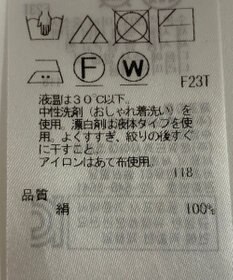 F
W
F23T
液温は30℃以下、
中性洗剤(おしゃれ着洗い)を
使用。漂白剤は液体タイプを使
用。よくすすぎ、絞りの後すぐ
に干すこと。
アイロンはあて布使用。
118
品質
絹 100%